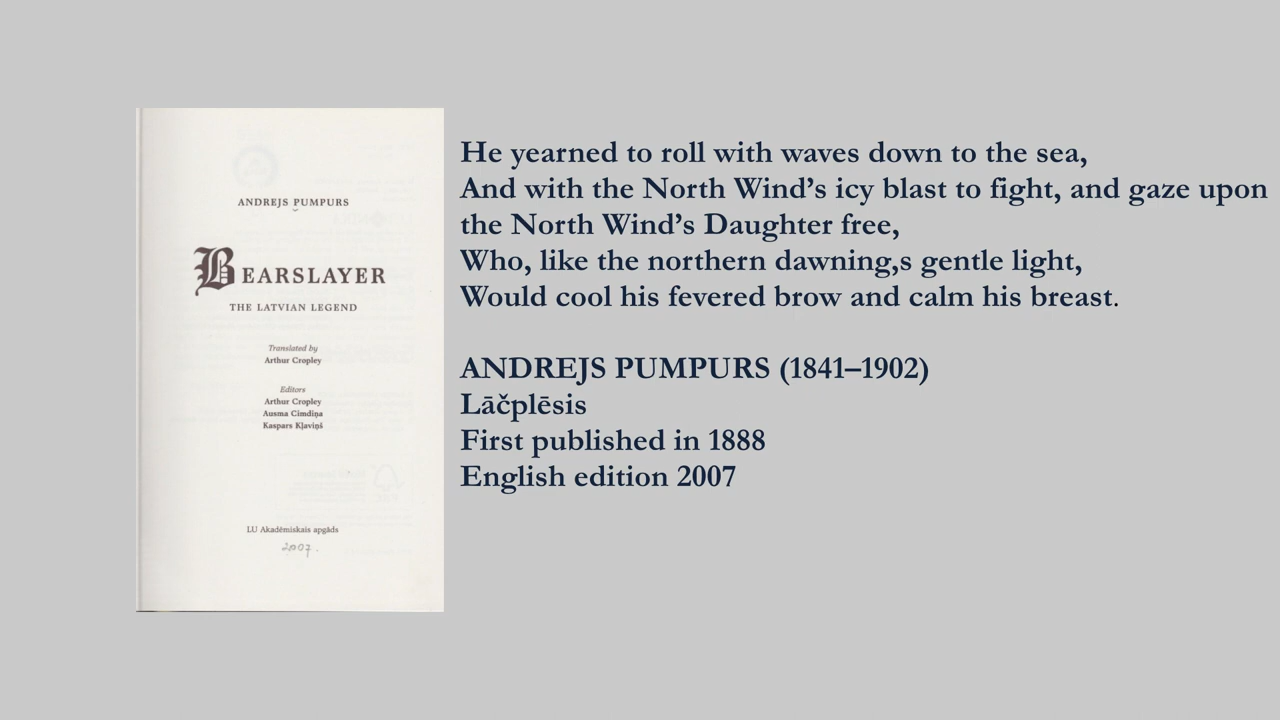 ANDREJS PUMPURS
BEARSLAYER
THE LATVIAN LEGEND
Translated by
Arthur Cropley
Editors
Arthur Cropley
Ausma Cimdiņa
Kaspars Kļaviņš
LU Akadēmiskais apgāds
2007.
He yearned to roll with waves down to the sea,
And with the North Wind’s icy blast to fight, and gaze upon
the North Wind’s Daughter free,
Who, like the northern dawning,s gentle light,
Would cool his fevered brow and calm his breast.
ANDREJS PUMPURS (1841–1902)
Lāčplēsis
First published in 1888
English edition 2007